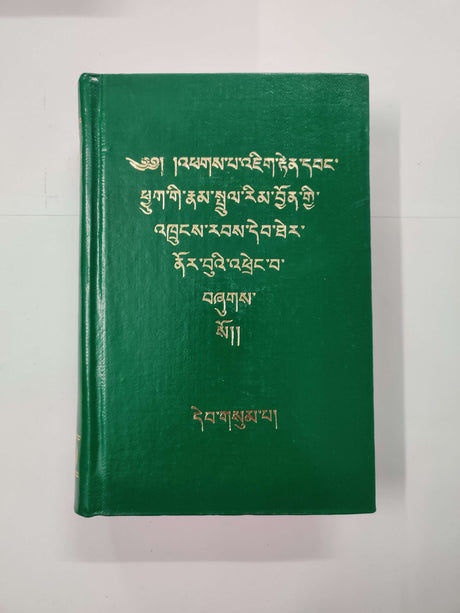 ༄༅། །འཕགས་པ་འཇིག་རྟེན་དབང་
ཕྱུག་གི་རྣམ་སྤྲུལ་རིམ་བྱོན་གྱི་
འཁྲུངས་རབས་དེབ་ཐེར་
ནོར་བུའི་འཕྲེང་བ་
བཞུགས་
སོ།།
དེབ་གསུམ་པ།